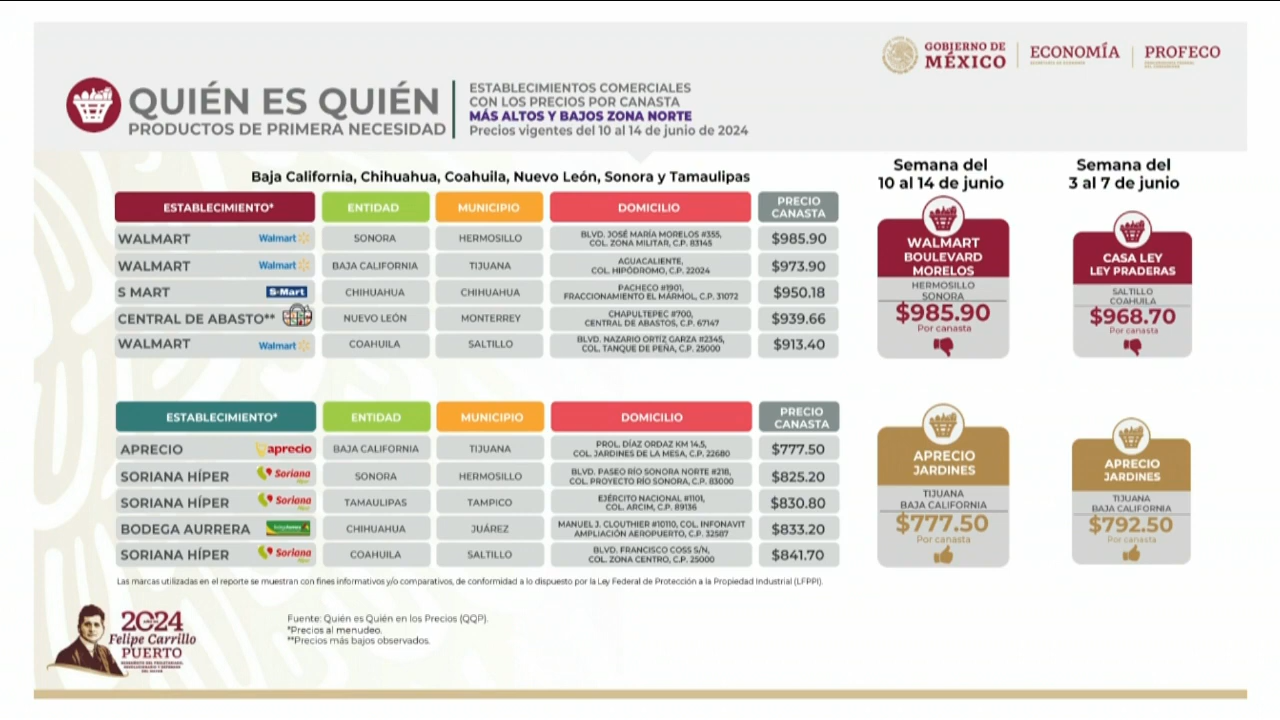 GOBIERNO DE
MÉXICO
ECONOMÍA
PROFECO
QUIÉN ES QUIÉN
PRODUCTOS DE PRIMERA NECESIDAD
ESTABLECIMIENTOS COMERCIALES
CON LOS PRECIOS POR CANASTA
MÁS ALTOS Y BAJOS ZONA NORTE
Precios vigentes del 10 al 14 de junio de 2024
Baja California, Chihuahua, Coahuila, Nuevo León, Sonora y Tamaulipas
ESTABLECIMIENTO* ENTIDAD MUNICIPIO DOMICILIO PRECIO CANASTA
WALMART Walmart SONORA HERMOSILLO BLVD. JOSÉ MARÍA MORELOS #355, COL. ZONA MILITAR, C.P. 83145 $985.90
WALMART Walmart BAJA CALIFORNIA TIJUANA AGUACALIENTE, COL. HIPÓDROMO, C.P. 22024 $973.90
S MART S-Mart CHIHUAHUA CHIHUAHUA PACHECO #1901, FRACCIONAMIENTO EL MÁRMOL, C.P. 31072 $950.18
CENTRAL DE ABASTO** NUEVO LEÓN MONTERREY CHAPULTEPEC #700, CENTRAL DE ABASTOS, C.P. 67147 $939.66
WALMART Walmart COAHUILA SALTILLO BLVD. NAZARIO ORTÍZ GARZA #2345, COL. TANQUE DE PEÑA, C.P. 25000 $913.40
Semana del
10 al 14 de junio
WALMART
BOULEVARD
MORELOS
HERMOSILLO
SONORA
$985.90
Por canasta
Semana del
3 al 7 de junio
CASA LEY
LEY PRADERAS
SALTILLO
COAHUILA
$968.70
Por canasta
ESTABLECIMIENTO* ENTIDAD MUNICIPIO DOMICILIO PRECIO CANASTA
APRECIO aprecio BAJA CALIFORNIA TIJUANA PROL. DÍAZ ORDAZ KM 14.5, COL. JARDINES DE LA MESA, C.P. 22680 $777.50
SORIANA HÍPER Soriana SONORA HERMOSILLO BLVD. PASEO RÍO SONORA NORTE #218, COL. PROYECTO RÍO SONORA, C.P. 83000 $825.20
SORIANA HÍPER Soriana TAMAULIPAS TAMPICO EJÉRCITO NACIONAL #1101, COL. ARCIM, C.P. 89136 $830.80
BODEGA AURRERA CHIHUAHUA JUÁREZ MANUEL J. CLOUTHIER #10110, COL. INFONAVIT AMPLIACIÓN AEROPUERTO, C.P. 32587 $833.20
SORIANA HÍPER Soriana COAHUILA SALTILLO BLVD. FRANCISCO COSS S/N, COL. ZONA CENTRO, C.P. 25000 $841.70
APRECIO
JARDINES
TIJUANA
BAJA CALIFORNIA
$777.50
Por canasta
APRECIO
JARDINES
TIJUANA
BAJA CALIFORNIA
$792.50
Por canasta
Las marcas utilizadas en el reporte se muestran con fines informativos y/o comparativos, de conformidad a lo dispuesto por la Ley Federal de Protección a la Propiedad Industrial (LFPPI).
2024
Felipe Carrillo
PUERTO
Fuente: Quién es Quién en los Precios (QQP).
*Precios al menudeo.
**Precios más bajos observados.